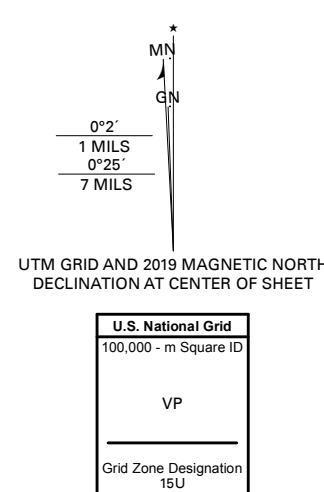 ★
MN
GN
0°2´
1 MILS
0°25´
7 MILS
UTM GRID AND 2019 MAGNETIC NORTH
DECLINATION AT CENTER OF SHEET
U.S. National Grid
100,000 - m Square ID
VP
Grid Zone Designation
15U